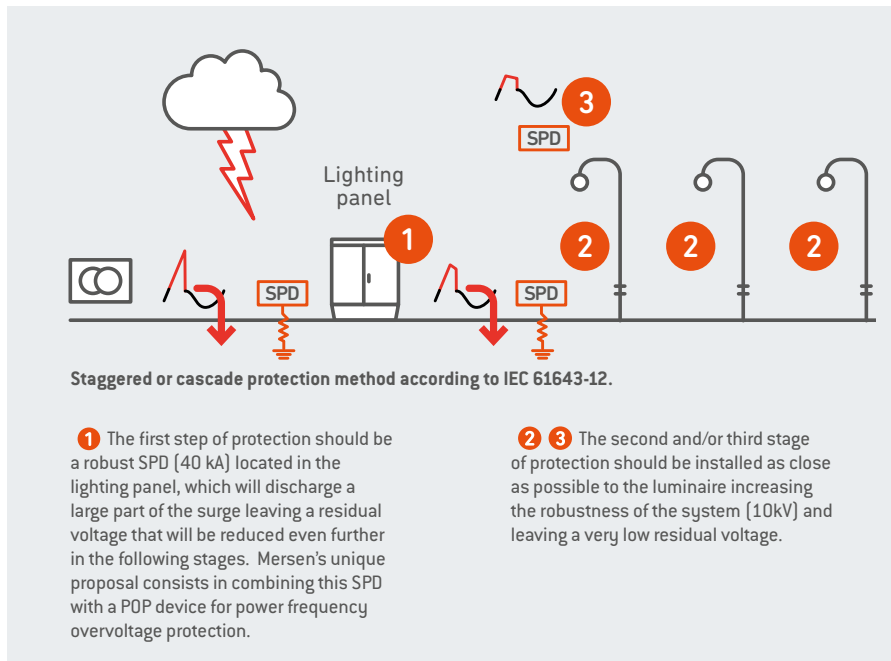 3
SPD
Lighting
panel
1
2
2
2
SPD
SPD
Staggered or cascade protection method according to IEC 61643-12.
1 The first step of protection should be
a robust SPD (40 kA) located in the
lighting panel, which will discharge a
large part of the surge leaving a residual
voltage that will be reduced even further
in the following stages. Mersen's unique
proposal consists in combining this SPD
with a POP device for power frequency
overvoltage protection.
2 3 The second and/or third stage
of protection should be installed as close
as possible to the luminaire increasing
the robustness of the system (10kV) and
leaving a very low residual voltage.